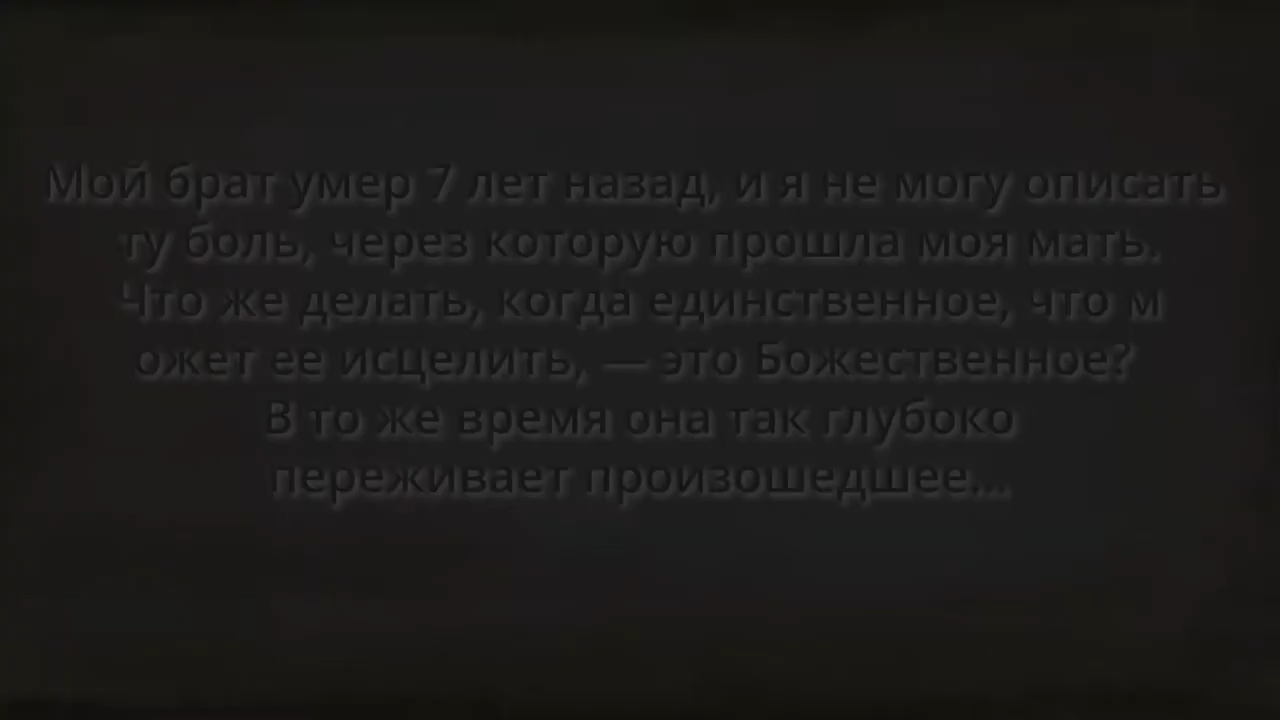 Мой брат умер 7 лет назад, и я не могу описать
ту боль, через которую прошла моя мать.
Что же делать, когда единственное, что м
ожет ее исцелить, — это Божественное?
В то же время она так глубоко
переживает произошедшее...